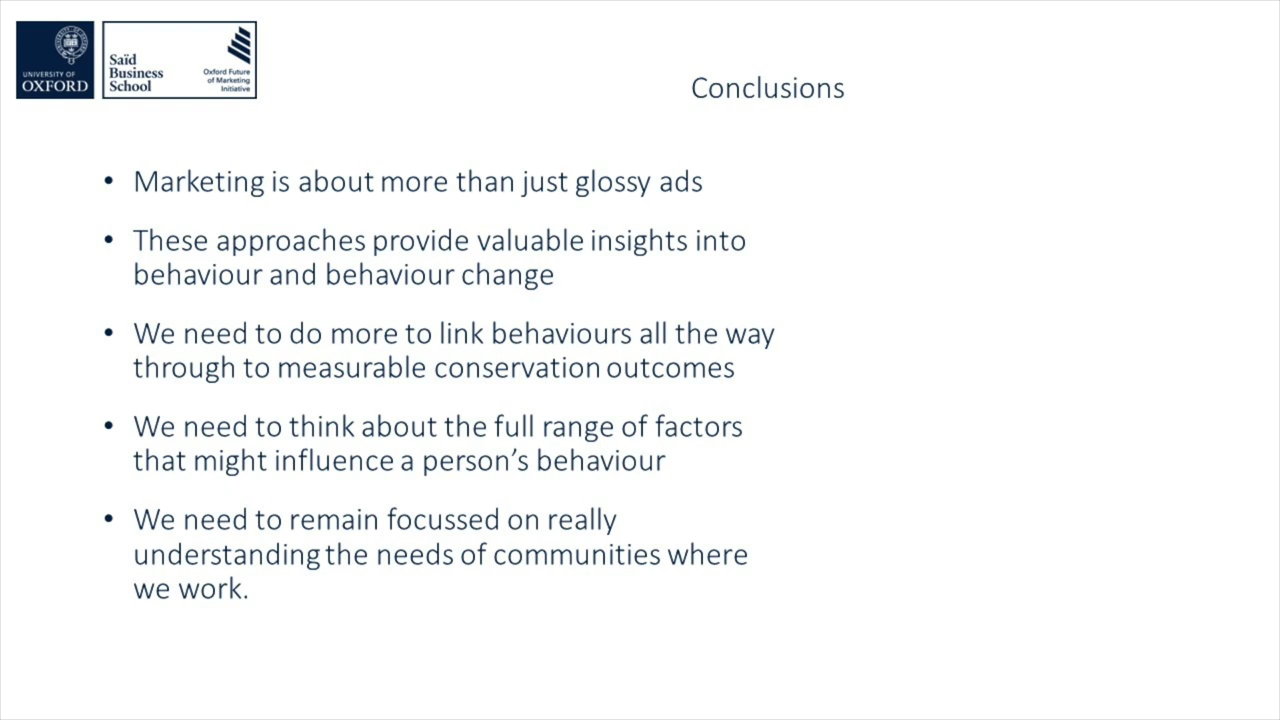 UNIVERSITY OF
OXFORD
Saïd
Business
School
Oxford Future
of Marketing
Initiative
Conclusions
• Marketing is about more than just glossy ads
• These approaches provide valuable insights into
behaviour and behaviour change
• We need to do more to link behaviours all the way
through to measurable conservation outcomes
• We need to think about the full range of factors
that might influence a person’s behaviour
• We need to remain focussed on really
understanding the needs of communities where
we work.